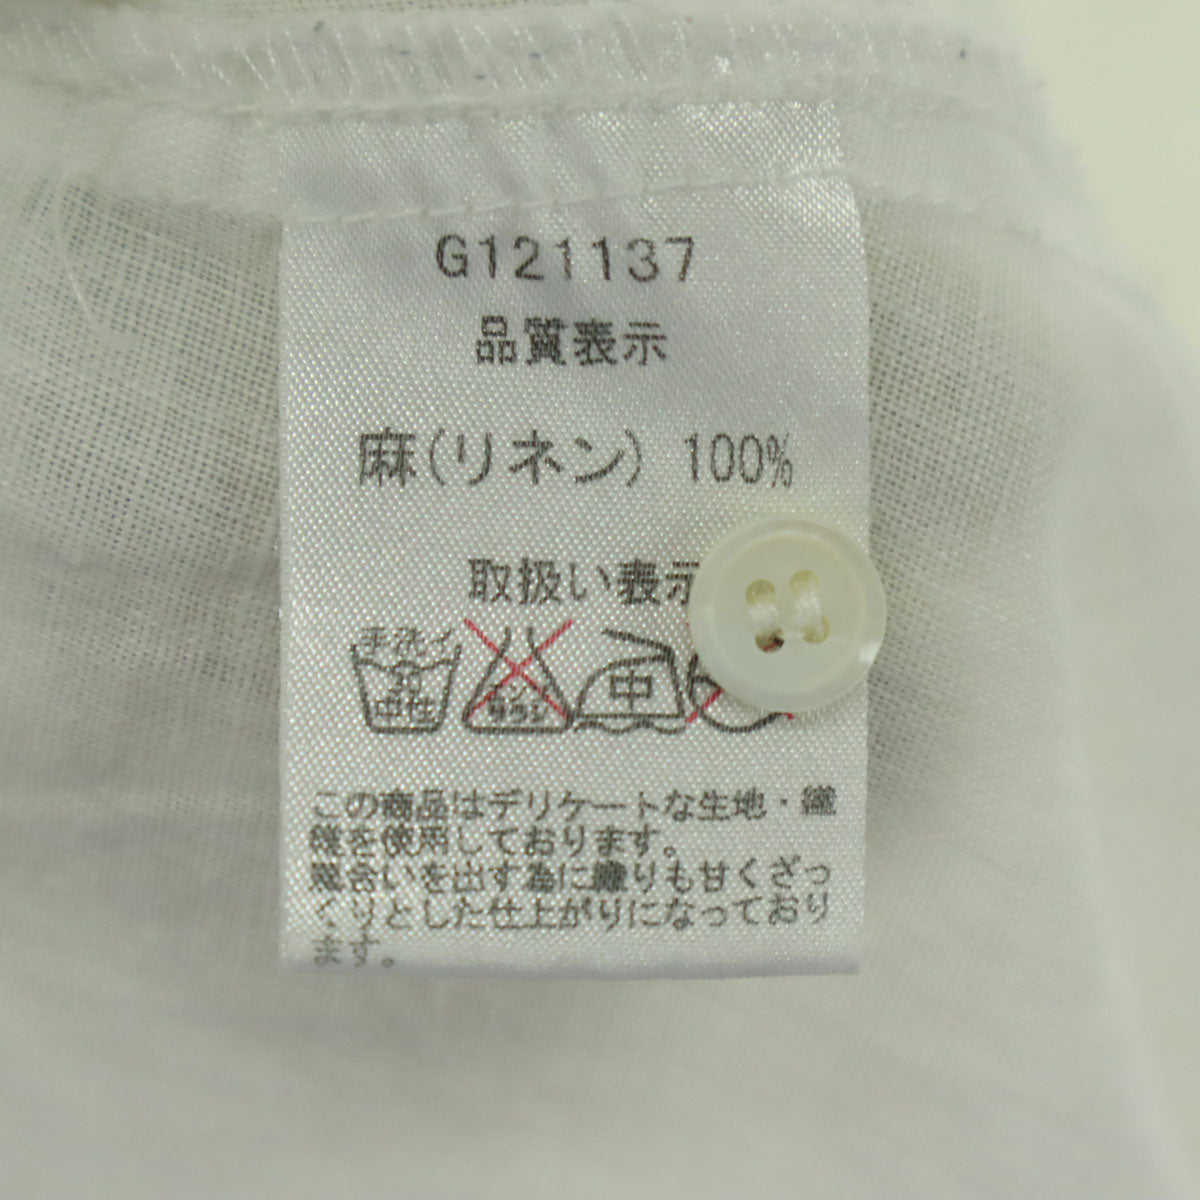 G121137
品質表示
麻(リネン) 100%
取扱い表示
手洗イ
30
中性
サラシ
中
この商品はデリケートな生地・縫
を使用しております。
風合いを出す為に織りも甘くざっ
くりとした仕上がりになっており
ます。